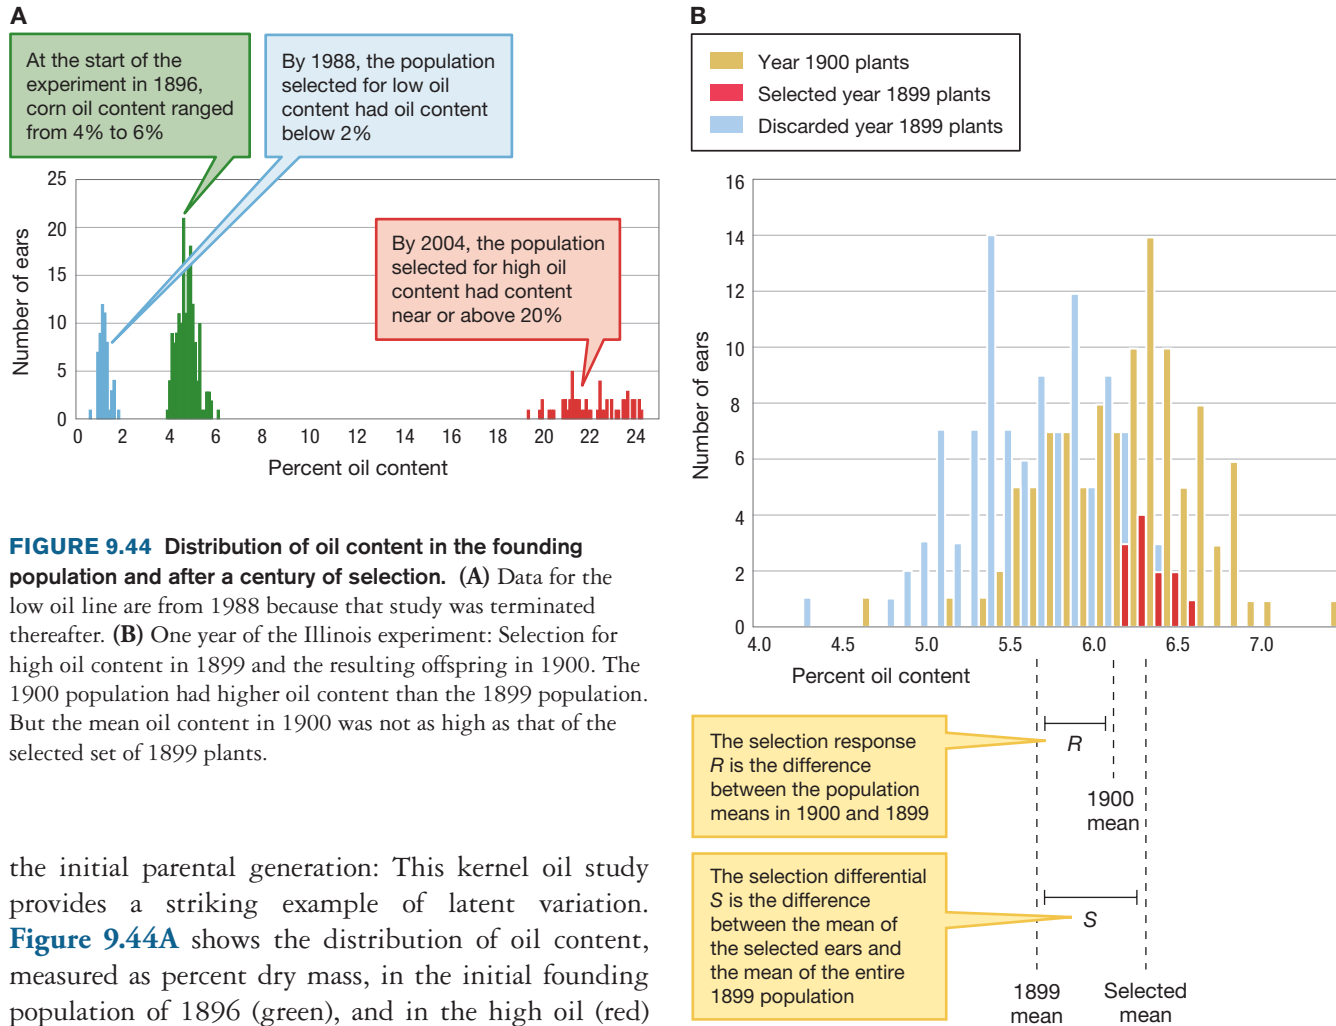 A
At the start of the
experiment in 1896,
corn oil content ranged
from 4% to 6%
By 1988, the population
selected for low oil
content had oil content
below 2%
By 2004, the population
selected for high oil
content had content
near or above 20%
Number of ears
25
20
15
10
5
0
0 2 4 6 8 10 12 14 16 18 20 22 24
Percent oil content
FIGURE 9.44 Distribution of oil content in the founding
population and after a century of selection. (A) Data for the
low oil line are from 1988 because that study was terminated
thereafter. (B) One year of the Illinois experiment: Selection for
high oil content in 1899 and the resulting offspring in 1900. The
1900 population had higher oil content than the 1899 population.
But the mean oil content in 1900 was not as high as that of the
selected set of 1899 plants.
the initial parental generation: This kernel oil study
provides a striking example of latent variation.
Figure 9.44A shows the distribution of oil content,
measured as percent dry mass, in the initial founding
population of 1896 (green), and in the high oil (red)
B
Year 1900 plants
Selected year 1899 plants
Discarded year 1899 plants
Number of ears
16
14
12
10
8
6
4
2
0
4.0 4.5 5.0 5.5 6.0 6.5 7.0
Percent oil content
The selection response
R is the difference
between the population
means in 1900 and 1899
R
1900
mean
The selection differential
S is the difference
between the mean of
the selected ears and
the mean of the entire
1899 population
S
1899
mean
Selected
mean